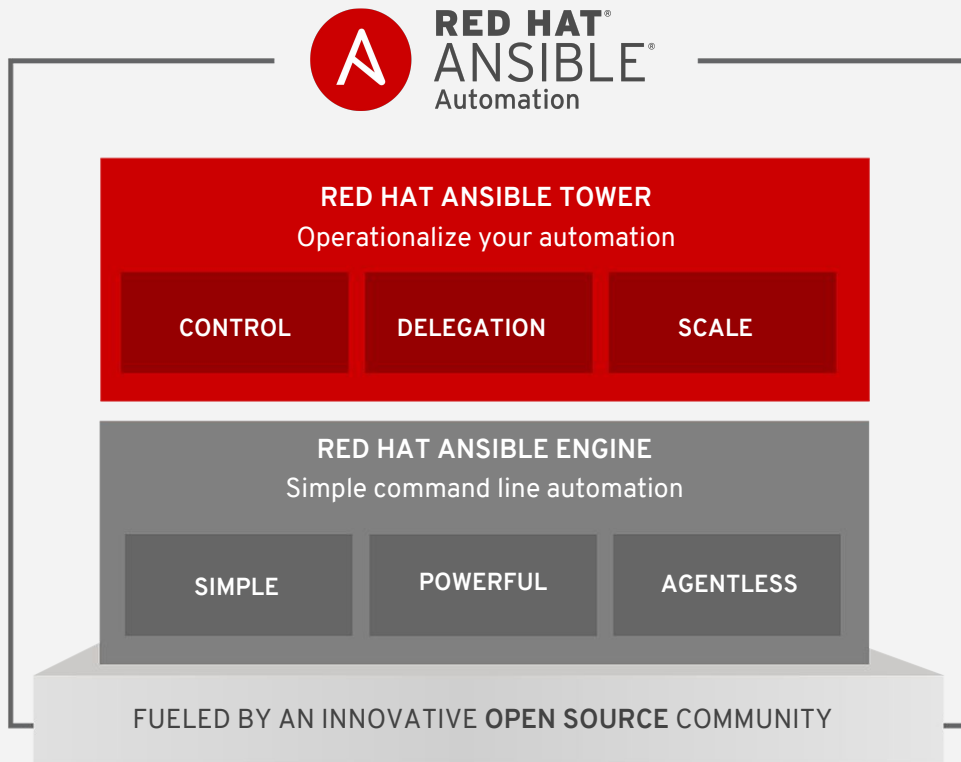 RED HAT®
ANSIBLE®
Automation
RED HAT ANSIBLE TOWER
Operationalize your automation
CONTROL
DELEGATION
SCALE
RED HAT ANSIBLE ENGINE
Simple command line automation
SIMPLE
POWERFUL
AGENTLESS
FUELED BY AN INNOVATIVE OPEN SOURCE COMMUNITY